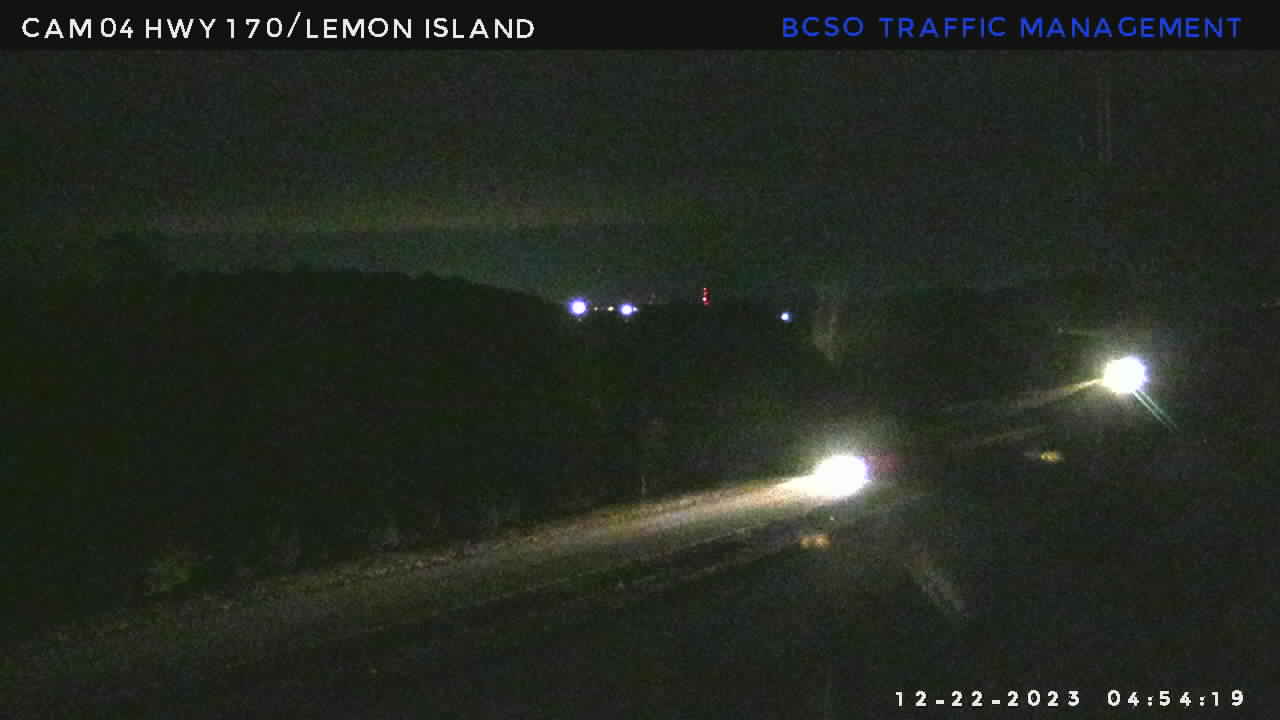 CAM04 HWY 170/LEMON ISLAND
BCSO TRAFFIC MANAGEMENT
12-22-2023 04:54:19